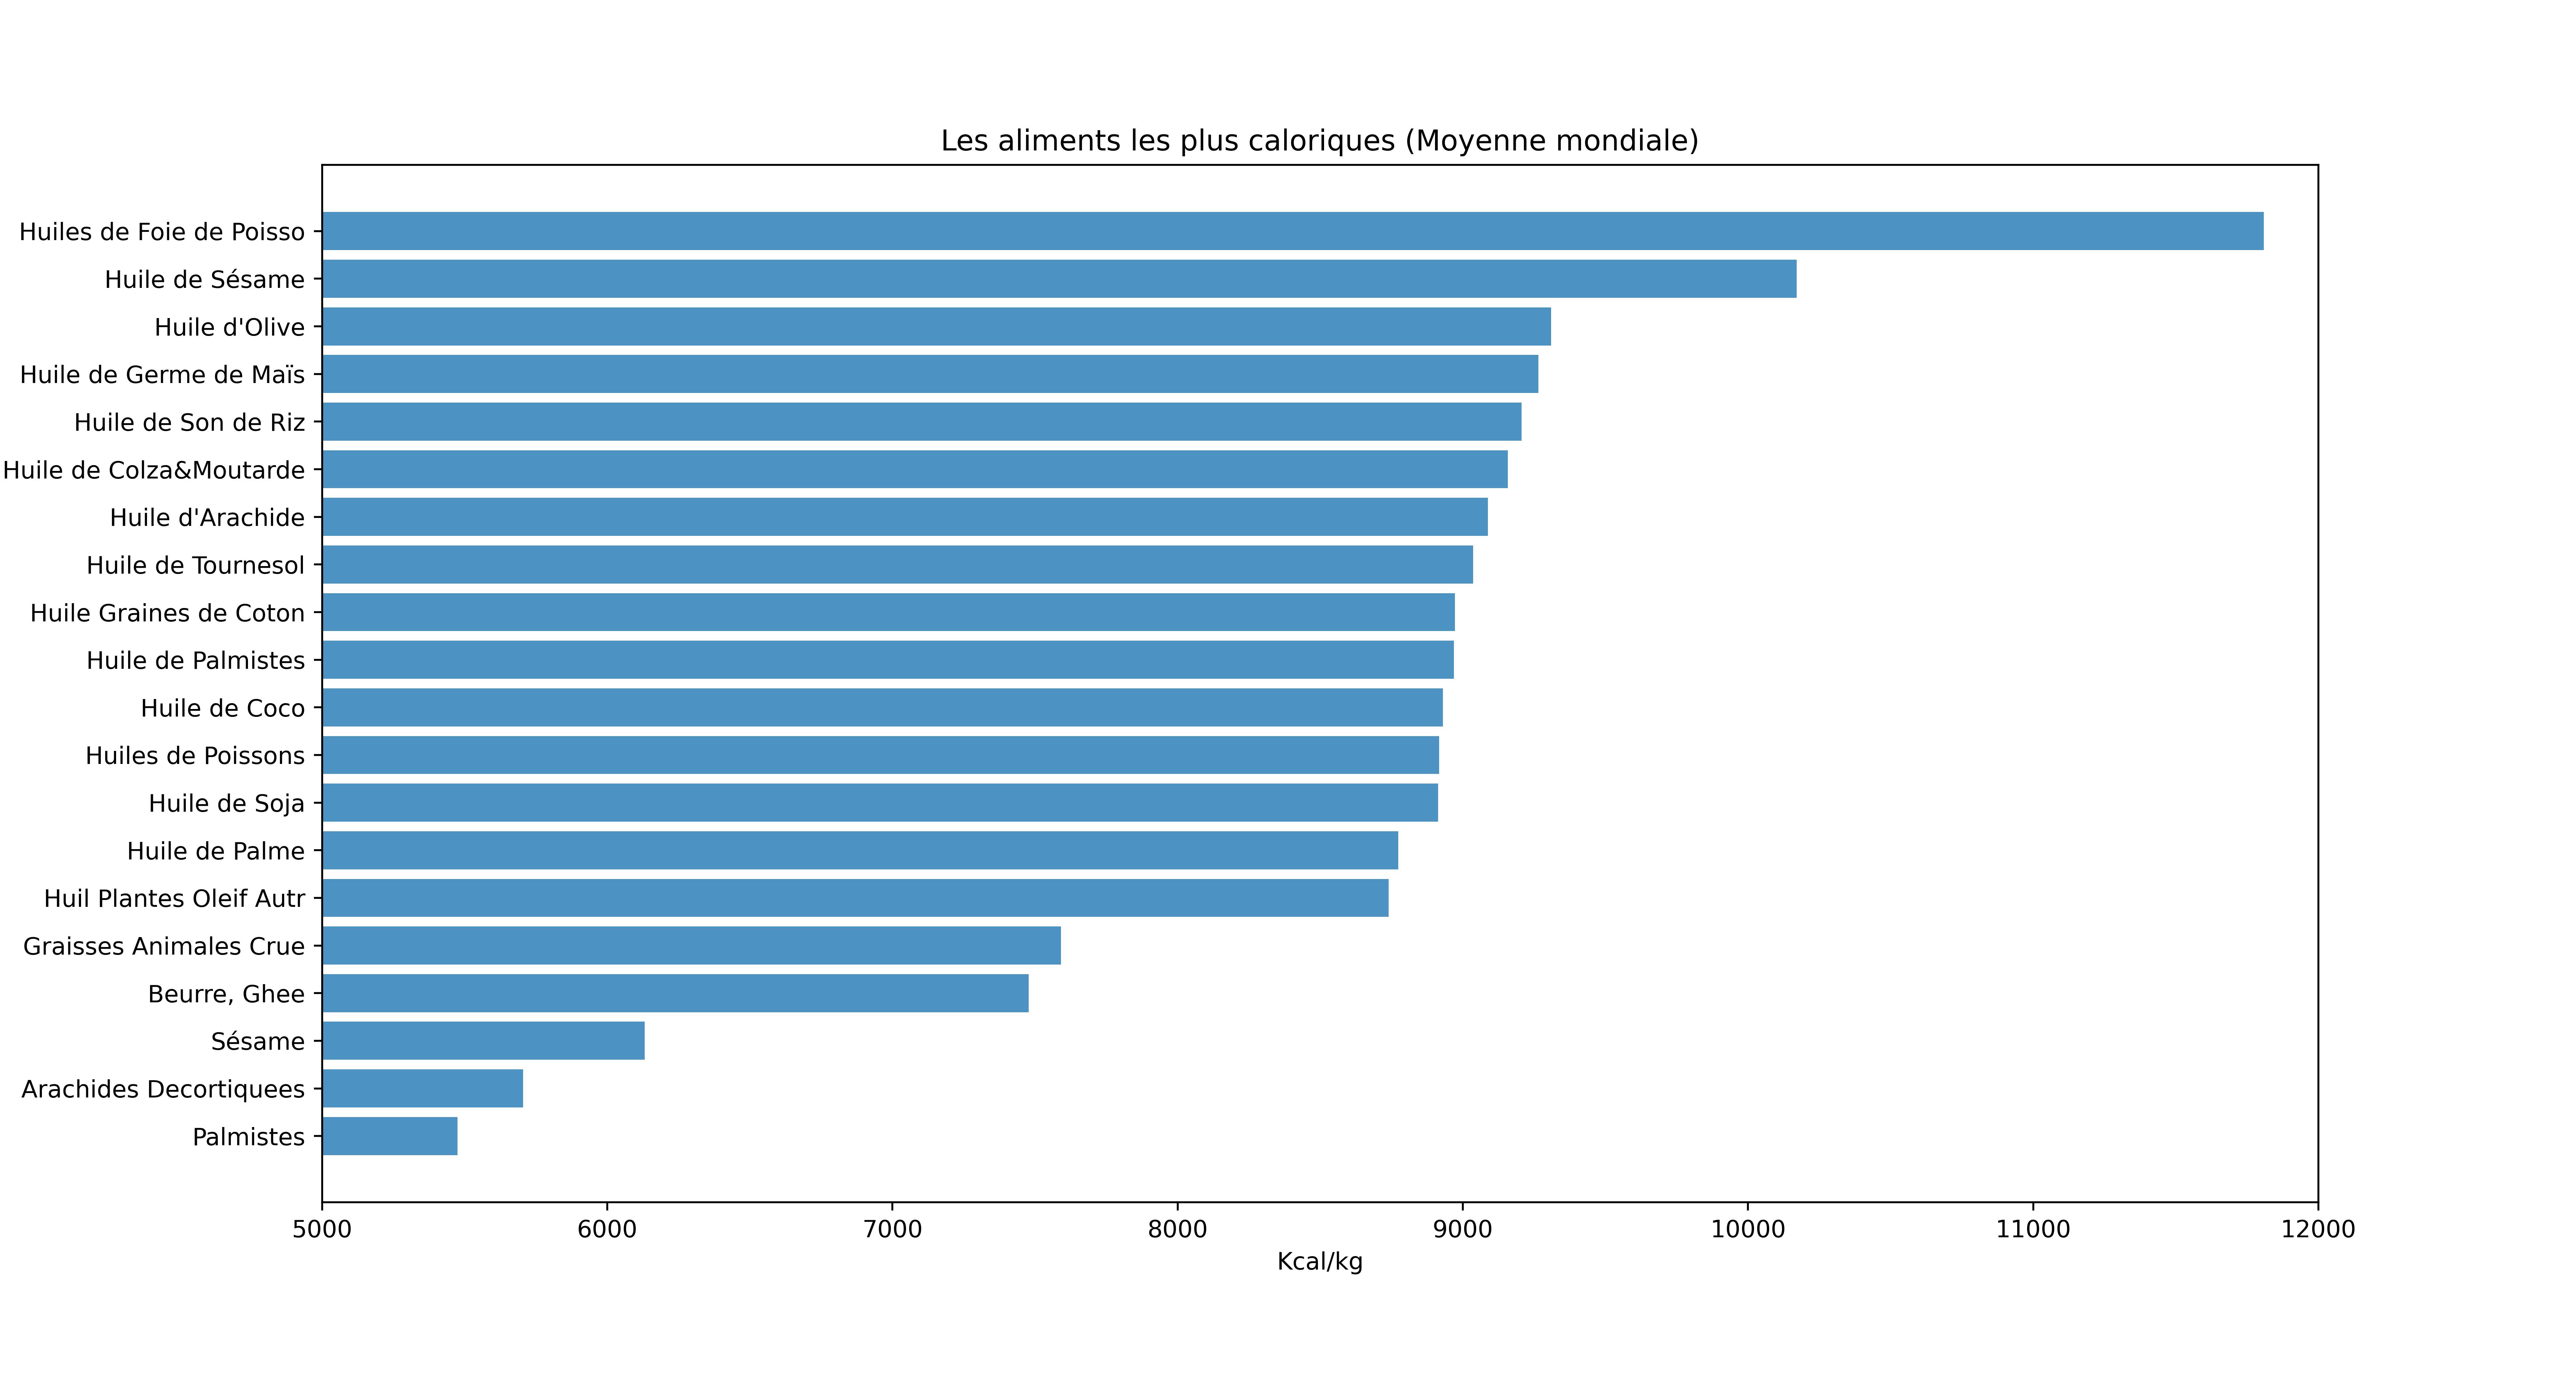 Les aliments les plus caloriques (Moyenne mondiale)
Huiles de Foie de Poisso
Huile de Sésame
Huile d'Olive
Huile de Germe de Maïs
Huile de Son de Riz
Huile de Colza&Moutarde
Huile d'Arachide
Huile de Tournesol
Huile Graines de Coton
Huile de Palmistes
Huile de Coco
Huiles de Poissons
Huile de Soja
Huile de Palme
Huil Plantes Oleif Autr
Graisses Animales Crue
Beurre, Ghee
Sésame
Arachides Decortiquees
Palmistes
5000 6000 7000 8000 9000 10000 11000 12000
Kcal/kg